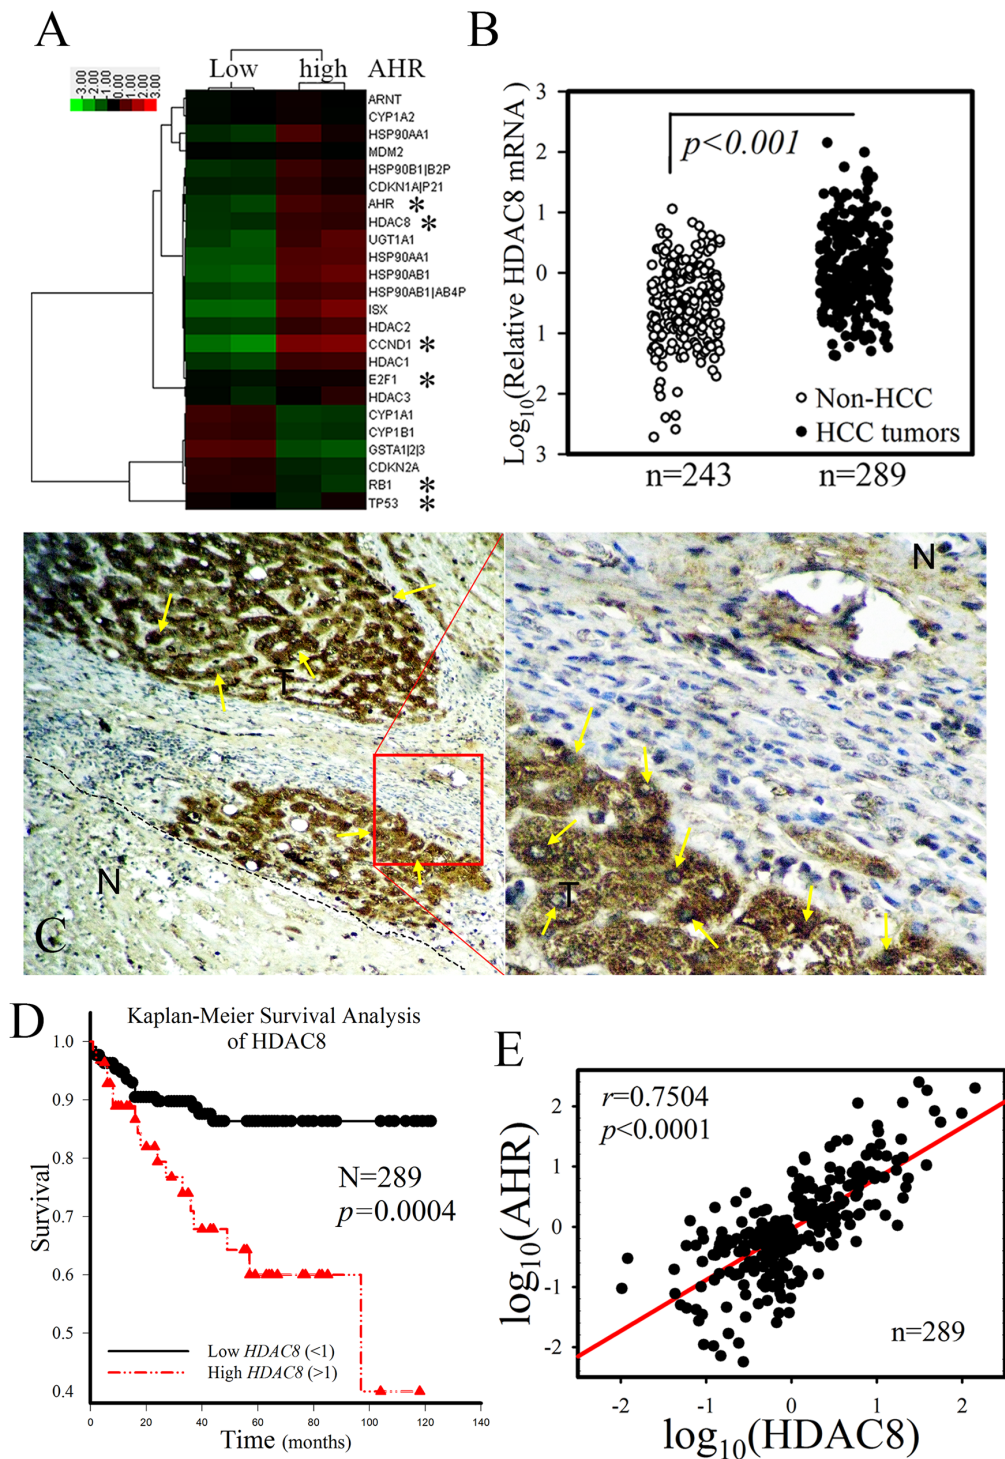 A
Low high AHR
3.00 2.00 1.00 0.00 1.00 2.00 3.00
ARNT
CYP1A2
HSP90AA1
MDM2
HSP90B1|B2P
CDKN1A|P21
AHR *
HDAC8 *
UGT1A1
HSP90AA1
HSP90AB1
HSP90AB1|AB4P
ISX
HDAC2
CCND1 *
HDAC1
E2F1 *
HDAC3
CYP1A1
CYP1B1
GSTA1|2|3
CDKN2A
RB1 *
TP53 *
B
Log10(Relative HDAC8 mRNA)
3
2
1
0
1
2
3
p<0.001
Non-HCC
HCC tumors
n=243 n=289
C
T
N
N
T
D
Kaplan-Meier Survival Analysis
of HDAC8
Survival
1.0
0.9
0.8
0.7
0.6
0.5
0.4
N=289
p=0.0004
Low HDAC8 (<1)
High HDAC8 (>1)
0 20 40 60 80 100 120 140
Time (months)
E
r=0.7504
p<0.0001
log10(AHR)
2
1
0
-1
-2
n=289
-2 -1 0 1 2
log10(HDAC8)